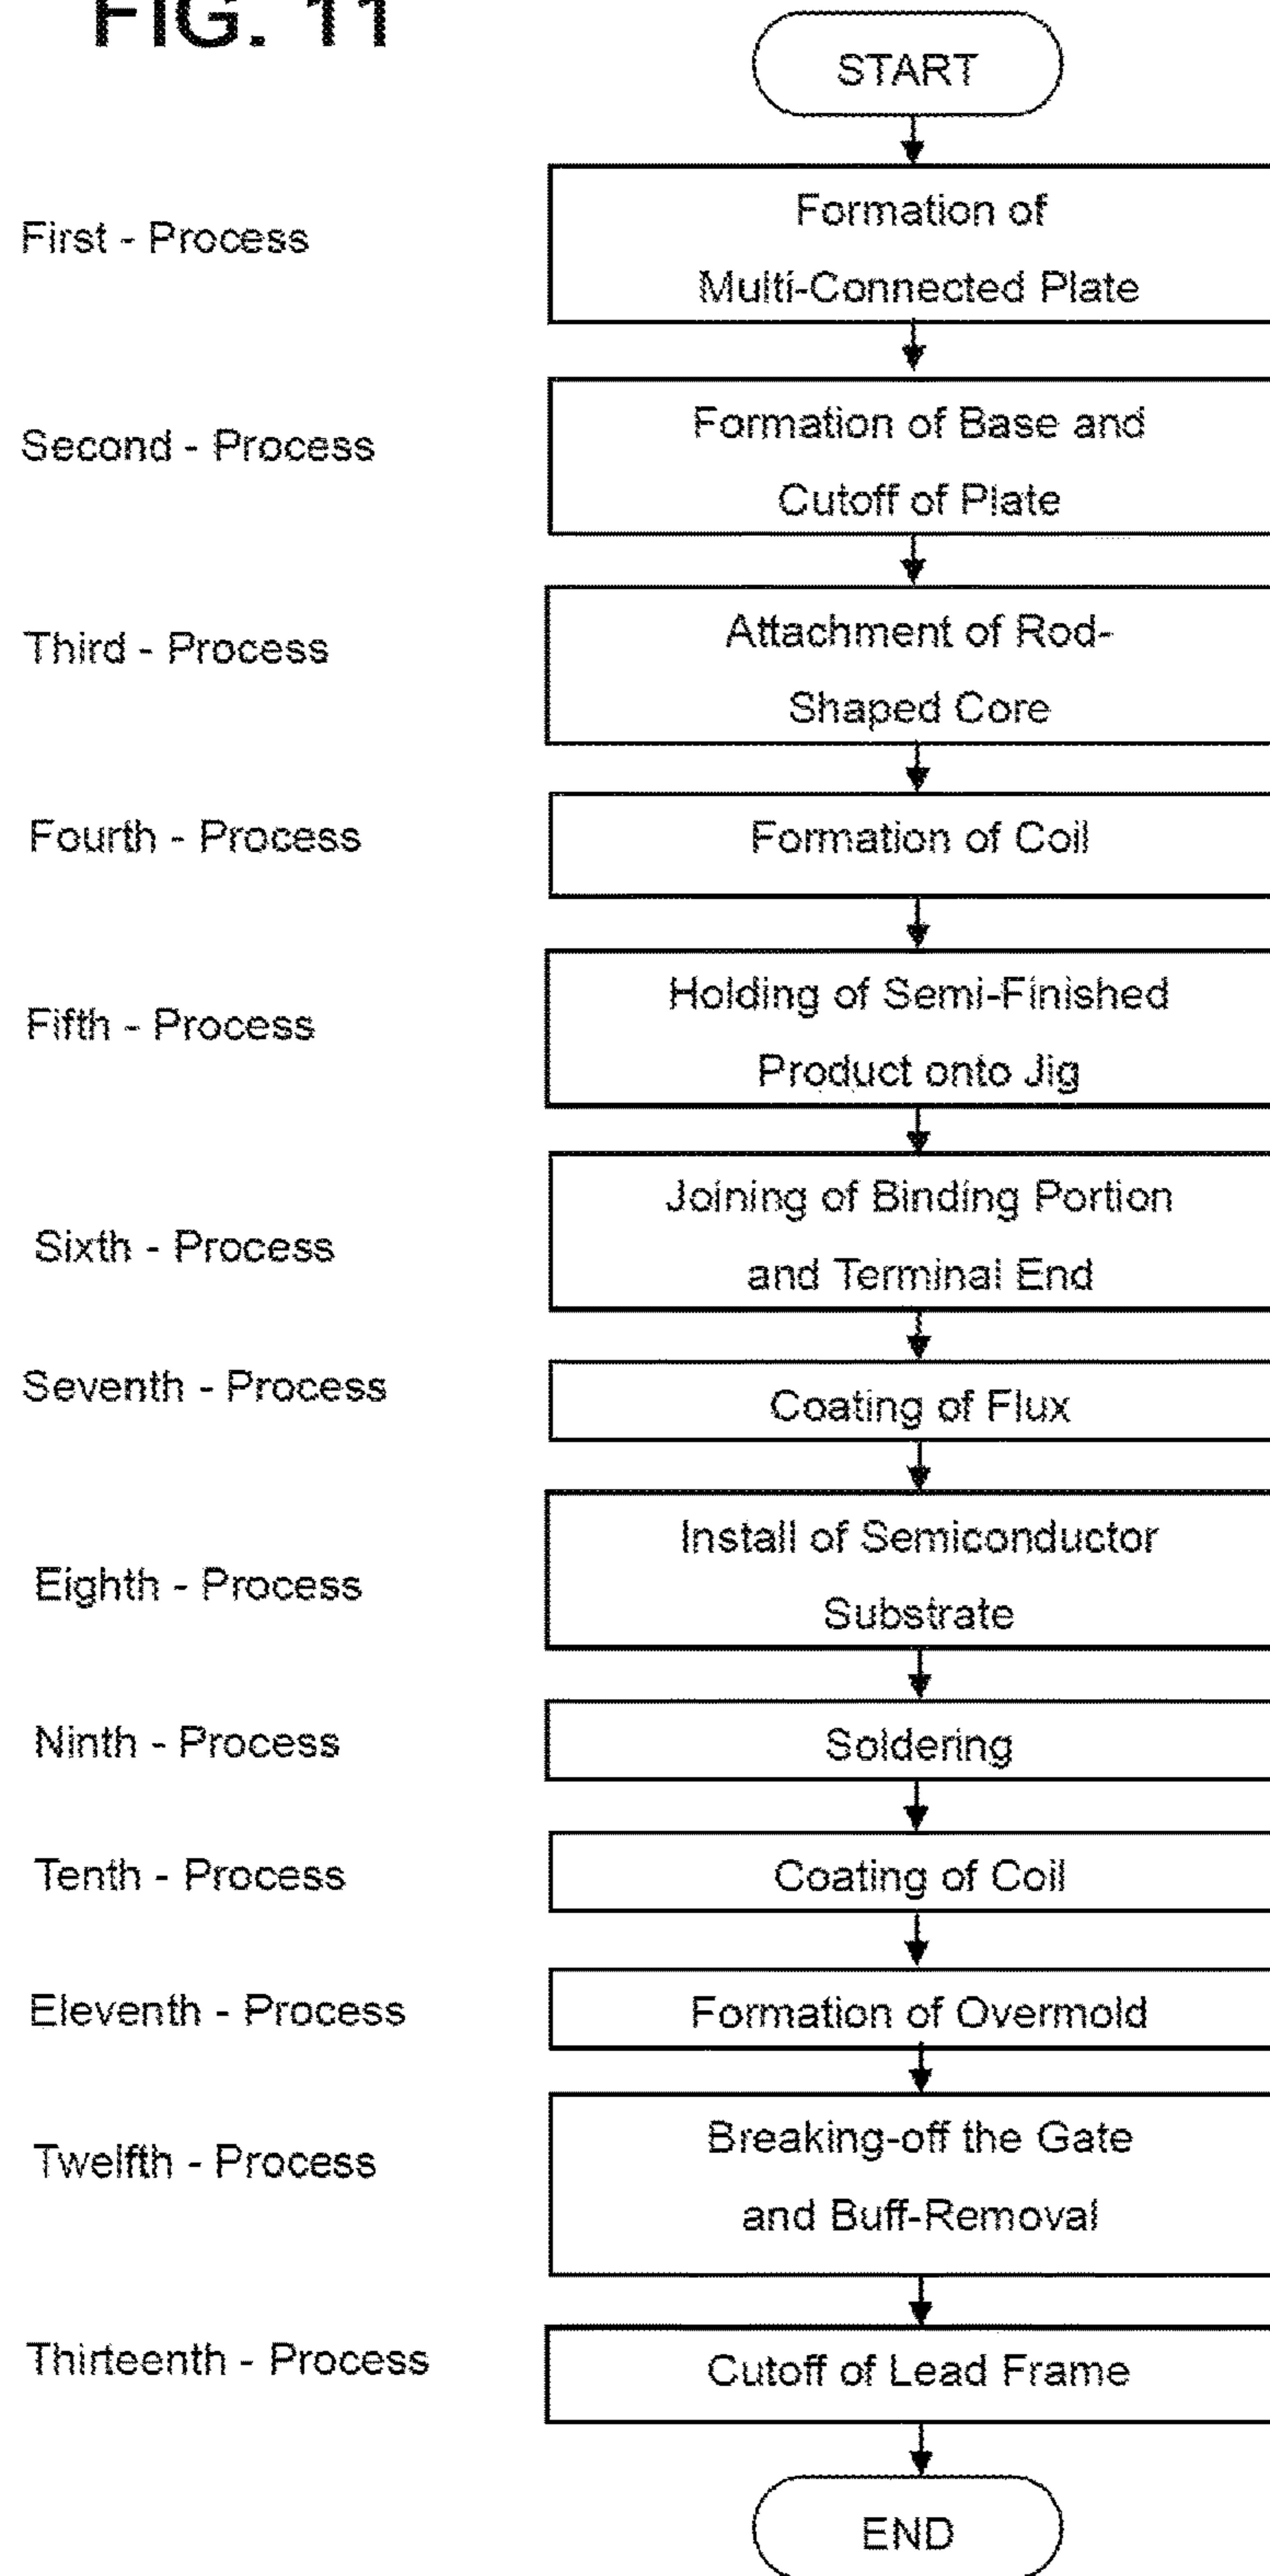 FIG. 11
START
First - Process
Formation of
Multi-Connected Plate
Second - Process
Formation of Base and
Cutoff of Plate
Third - Process
Attachment of Rod-
Shaped Core
Fourth - Process
Formation of Coil
Fifth - Process
Holding of Semi-Finished
Product onto Jig
Sixth - Process
Joining of Binding Portion
and Terminal End
Seventh - Process
Coating of Flux
Eighth - Process
Install of Semiconductor
Substrate
Ninth - Process
Soldering
Tenth - Process
Coating of Coil
Eleventh - Process
Formation of Overmold
Twelfth - Process
Breaking-off the Gate
and Buff-Removal
Thirteenth - Process
Cutoff of Lead Frame
END